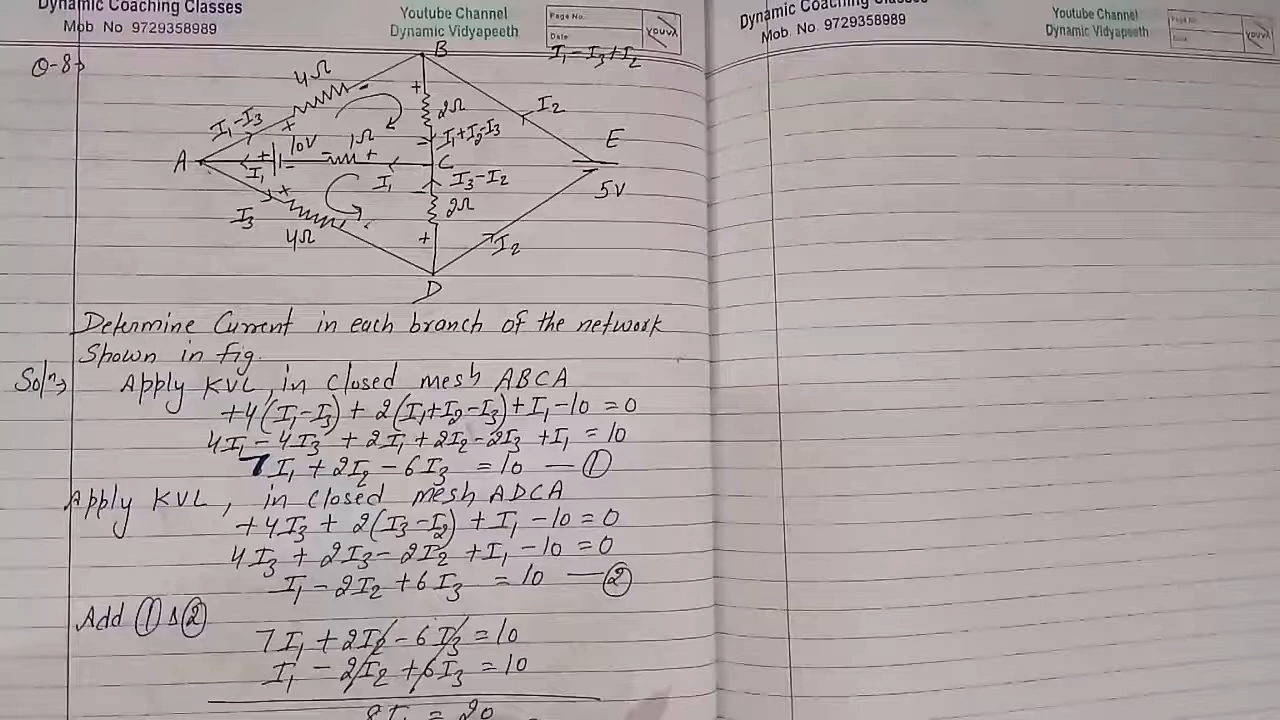 Dynamic Coaching Classes
Mob No 9729358989
Youtube Channel
Dynamic Vidyapeeth
Page No.
Date
youva
Dynamic Coaching Classes
Mob. No 9729358989
Youtube Channel
Dynamic Vidyapeeth
Page No.
Date
youva
Q-8
I₁-I₃+I₂
B
4Ω
+
-
+
2Ω
I₂
I₁-I₃
I₁+I₂-I₃
E
A
+
10V
-
-
1Ω
+
-
C
I₁
I₁
I₃-I₂
5V
I₃
+
4Ω
-
2Ω
+
I₂
D
Determine Current in each branch of the network
Shown in fig.
Solⁿ Apply KVL, in closed mesh ABCA
+4(I₁-I₃) + 2(I₁+I₂-I₃)+I₁-10 =0
4I₁-4I₃ + 2I₁+2I₂-2I₃ +I₁ = 10
7I₁ + 2I₂ - 6I₃ = 10 — ①
Apply KVL, in closed mesh ADCA
+4I₃ + 2(I₃-I₂) + I₁ -10 =0
4I₃ + 2I₃ - 2I₂ +I₁ -10 =0
I₁ -2I₂ +6I₃ = 10 — ②
Add ① & ②
7I₁ + 2I₂ - 6I₃ = 10
I₁ - 2I₂ + 6I₃ = 10
8I₁ = 20